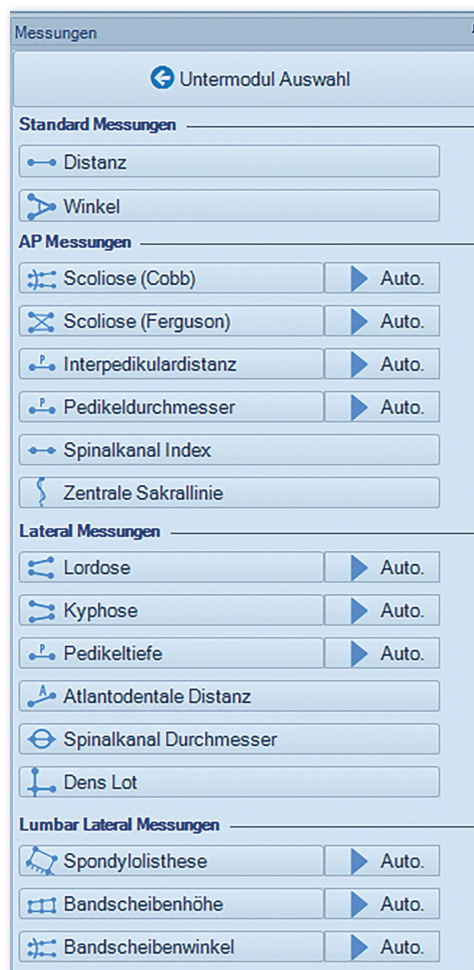 Messungen
Untermodul Auswahl
Standard Messungen
Distanz
Winkel
AP Messungen
Scoliose (Cobb) Auto.
Scoliose (Ferguson) Auto.
P Interpedikulardistanz Auto.
P Pedikeldurchmesser Auto.
Spinalkanal Index
Zentrale Sakrallinie
Lateral Messungen
Lordose Auto.
Kyphose Auto.
P Pedikeltiefe Auto.
A Atlantodentale Distanz
Spinalkanal Durchmesser
Dens Lot
Lumbar Lateral Messungen
Spondylolisthese Auto.
Bandscheibenhöhe Auto.
Bandscheibenwinkel Auto.